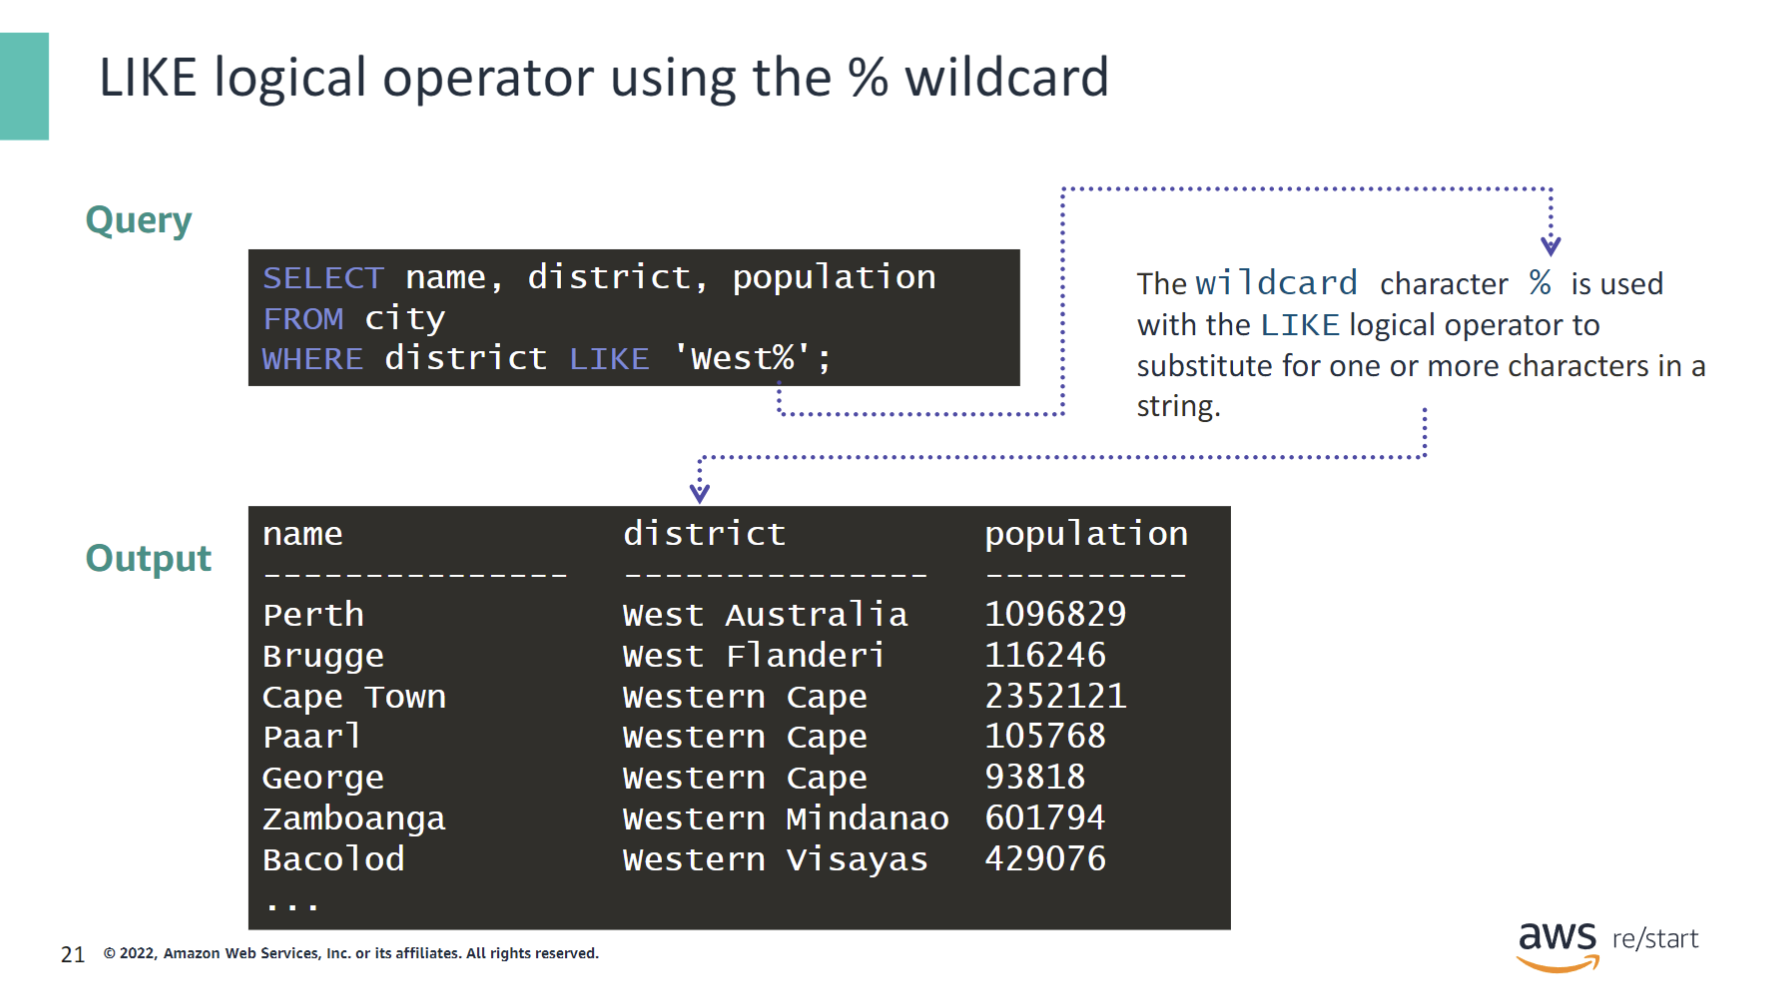 LIKE logical operator using the % wildcard
Query
SELECT name, district, population
FROM city
WHERE district LIKE 'West%';
The wildcard character % is used
with the LIKE logical operator to
substitute for one or more characters in a
string.
Output
name district population
--------------- --------------- ----------
Perth West Australia 1096829
Brugge West Flanderi 116246
Cape Town Western Cape 2352121
Paarl Western Cape 105768
George Western Cape 93818
Zamboanga Western Mindanao 601794
Bacolod Western Visayas 429076
...
21 © 2022, Amazon Web Services, Inc. or its affiliates. All rights reserved.
aws re/start